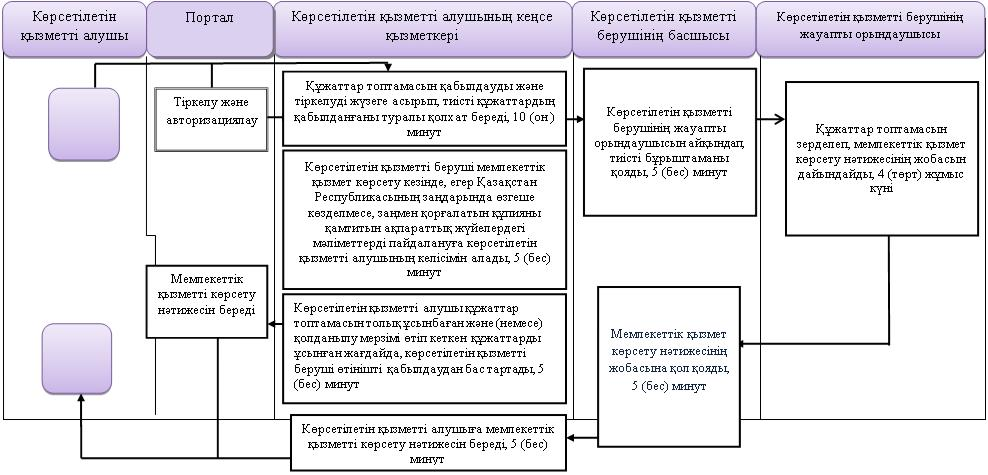 Көрсетілетін
қызметті алушы
Портал
Көрсетілетін қызметті алушының кеңсе
қызметкері
Көрсетілетін қызметті
берушінің басшысы
Көрсетілетін қызметті берушінің
жауапты орындаушысы
Тіркелу және
авторизациялау
Құжаттар топтамасын қабылдауды және
тіркелуді жүзеге асырып, тиісті құжаттардың
қабылданғаны туралы қолхат береді, 10 (он)
минут
Көрсетілетін қызметті
берушінің жауапты
орындаушысын айқындап,
тиісті бұрыштаманы
қояды, 5 (бес) минут
Құжаттар топтамасын
зерделеп, мемлекеттік қызмет
көрсету нәтижесінің жобасын
дайындайды, 4 (төрт) жұмыс
күні
Көрсетілетін қызметті беруші мемлекеттік
қызмет көрсету кезінде, егер Қазақстан
Республикасының заңдарында өзгеше
көзделмесе, заңмен қорғалатын құпияны
қамтитын ақпараттық жүйелердегі
мәліметтерді пайдалануға көрсетілетін
қызметті алушының келісімін алады, 5 (бес)
минут
Мемлекеттік
қызметті көрсету
нәтижесін береді
Көрсетілетін қызметті алушы құжаттар
топтамасын толық ұсынбаған және (немесе)
қолданылу мерзімі өтіп кеткен құжаттарды
ұсынған жағдайда, көрсетілетін қызметті
беруші өтінішті қабылдаудан бас тартады, 5
(бес) минут
Мемлекеттік қызмет
көрсету нәтижесінің
жобасына қол қояды,
5 (бес) минут
Көрсетілетін қызметті алушыға мемлекеттік
қызметті көрсету нәтижесін береді, 5 (бес)
минут